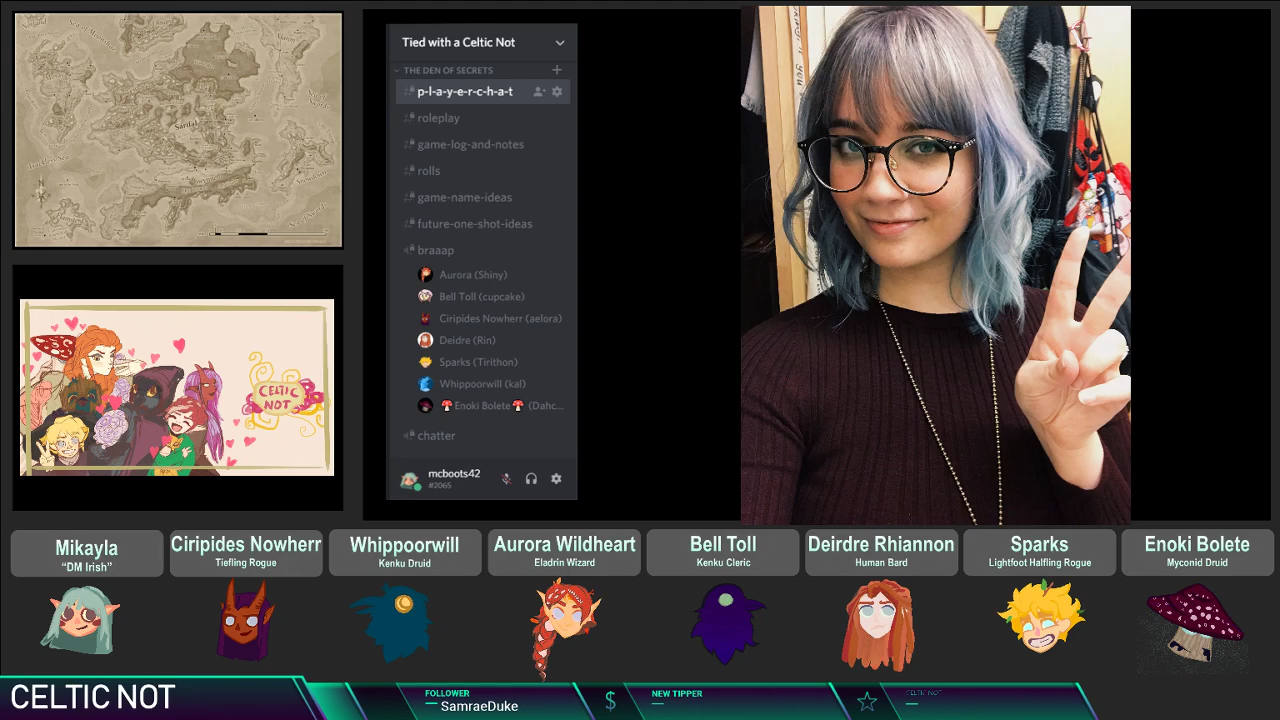 Sarilak
Tied with a Celtic Not
THE DEN OF SECRETS
p-l-a-y-e-r-c-h-a-t
roleplay
game-log-and-notes
rolls
game-name-ideas
future-one-shot-ideas
braaap
Aurora (Shiny)
Bell Toll (cupcake)
Ciripides Nowherr (aelora)
Deidre (Rin)
Sparks (Tirithon)
Whippoorwill (kal)
🍄Enoki Bolete🍄 (Dahc...
chatter
mcboots42
#2065
CELTIC
NOT
Mikayla
“DM Irish”
Ciripides Nowherr
Tiefling Rogue
Whippoorwill
Kenku Druid
Aurora Wildheart
Eladrin Wizard
Bell Toll
Kenku Cleric
Deirdre Rhiannon
Human Bard
Sparks
Lightfoot Halfling Rogue
Enoki Bolete
Myconid Druid
CELTIC NOT
FOLLOWER
SamraeDuke
$
NEW TIPPER
CELTIC NOT